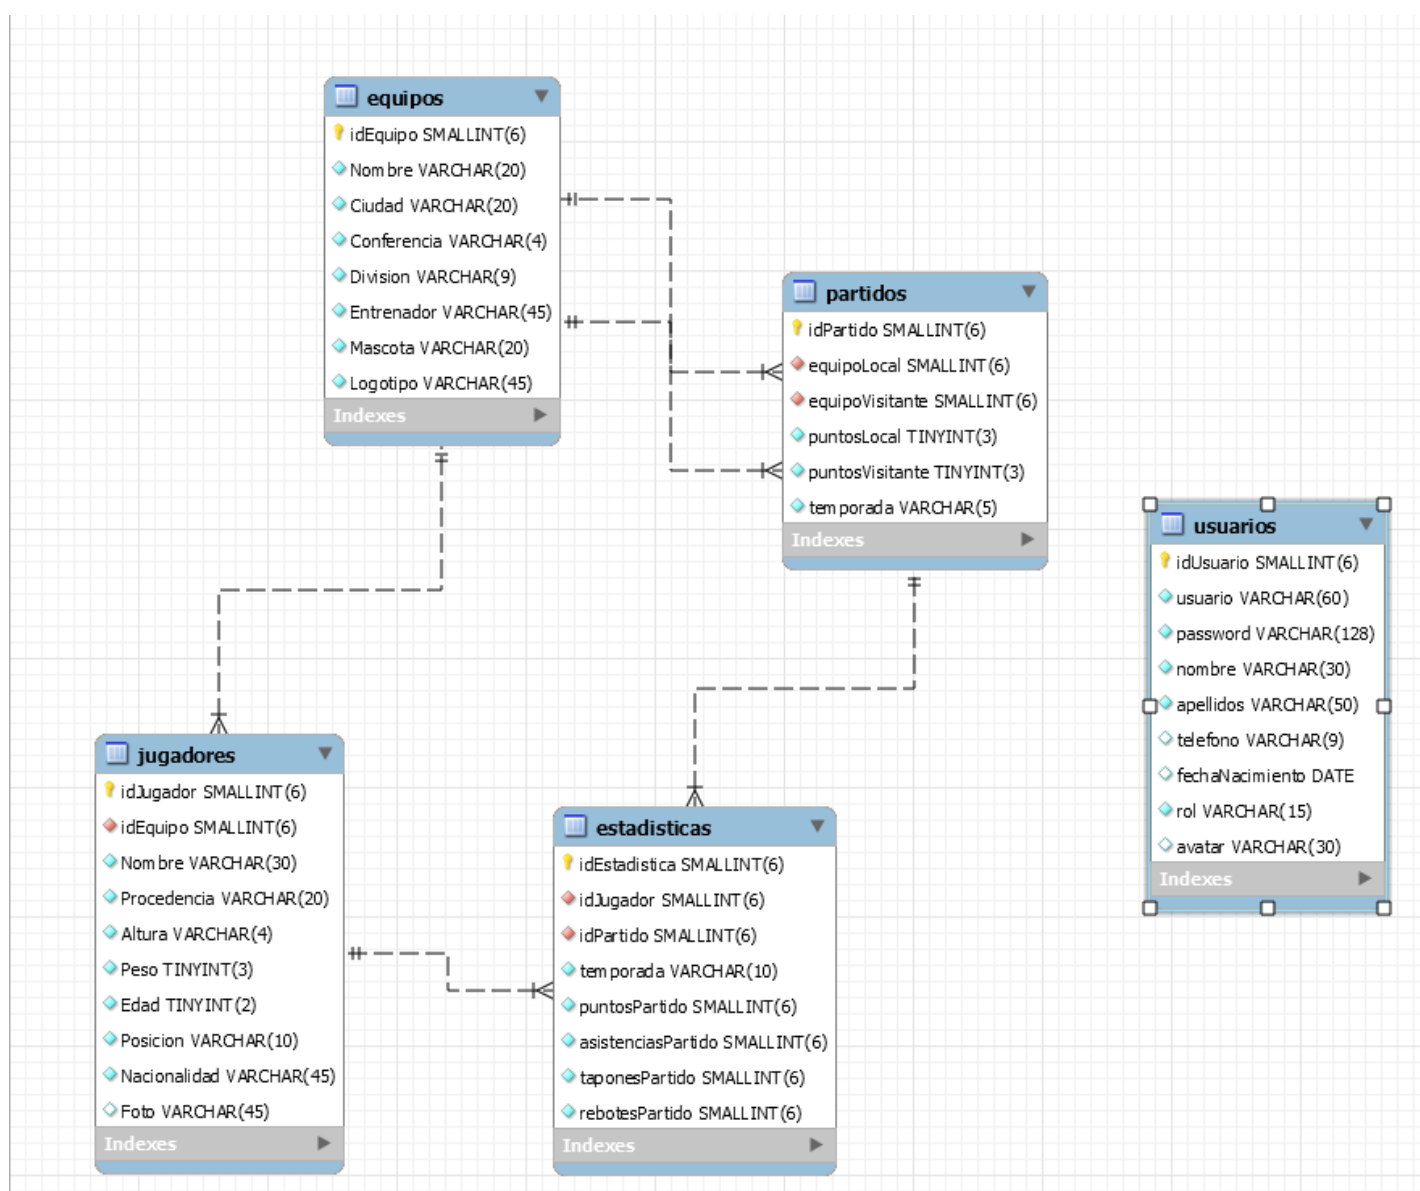 equipos
idEquipo SMALLINT(6)
Nombre VARCHAR(20)
Ciudad VARCHAR(20)
Conferencia VARCHAR(4)
Division VARCHAR(9)
Entrenador VARCHAR(45)
Mascota VARCHAR(20)
Logotipo VARCHAR(45)
Indexes
partidos
idPartido SMALLINT(6)
equipoLocal SMALLINT(6)
equipoVisitante SMALLINT(6)
puntosLocal TINYINT(3)
puntosVisitante TINYINT(3)
temporada VARCHAR(5)
Indexes
usuarios
idUsuario SMALLINT(6)
usuario VARCHAR(60)
password VARCHAR(128)
nombre VARCHAR(30)
apellidos VARCHAR(50)
telefono VARCHAR(9)
fechaNacimiento DATE
rol VARCHAR(15)
avatar VARCHAR(30)
Indexes
jugadores
idJugador SMALLINT(6)
idEquipo SMALLINT(6)
Nombre VARCHAR(30)
Procedencia VARCHAR(20)
Altura VARCHAR(4)
Peso TINYINT(3)
Edad TINYINT(2)
Posicion VARCHAR(10)
Nacionalidad VARCHAR(45)
Foto VARCHAR(45)
Indexes
estadisticas
idEstadistica SMALLINT(6)
idJugador SMALLINT(6)
idPartido SMALLINT(6)
temporada VARCHAR(10)
puntosPartido SMALLINT(6)
asistenciasPartido SMALLINT(6)
taponesPartido SMALLINT(6)
rebotesPartido SMALLINT(6)
Indexes